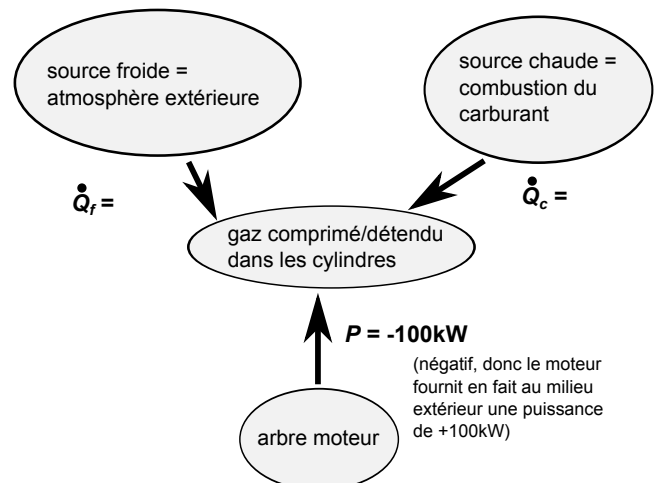 source froide =
atmosphère extérieure
source chaude =
combustion du
carburant
Q̇f =
Q̇c =
gaz comprimé/détendu
dans les cylindres
P = -100kW
(négatif, donc le moteur
fournit en fait au milieu
extérieur une puissance
de +100kW)
arbre moteur